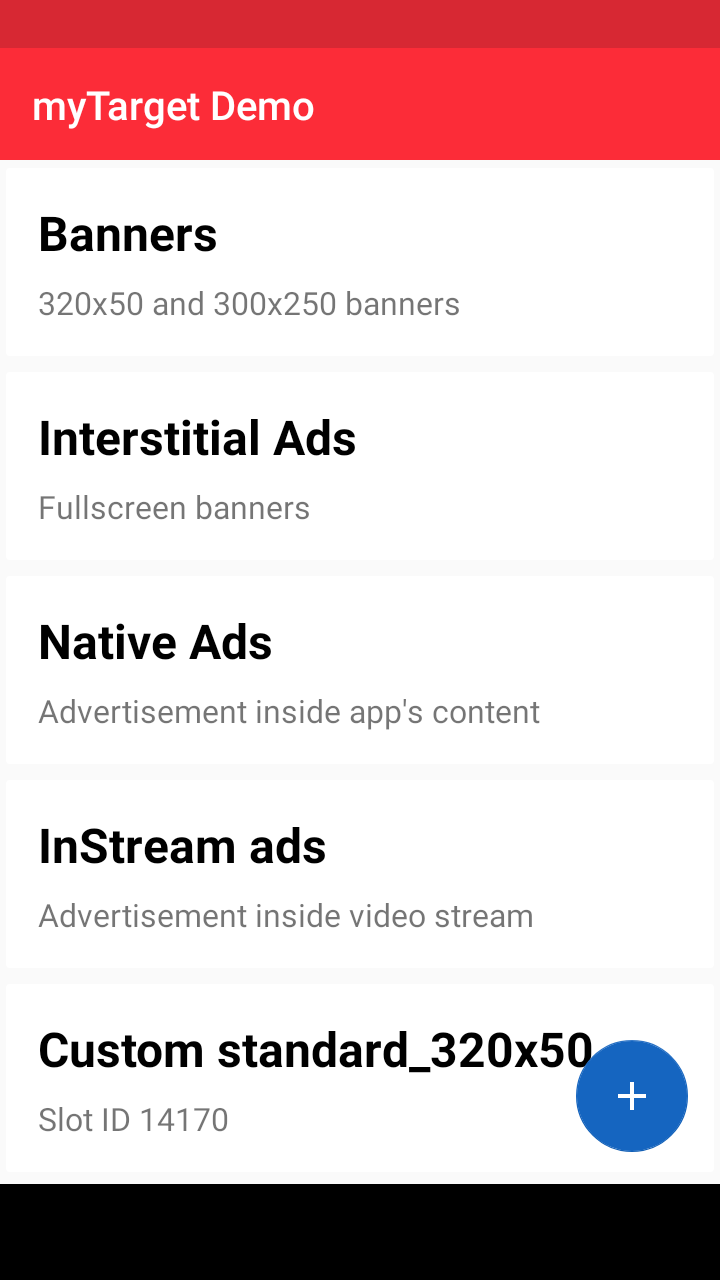 myTarget Demo
Banners
320x50 and 300x250 banners
Interstitial Ads
Fullscreen banners
Native Ads
Advertisement inside app's content
InStream ads
Advertisement inside video stream
Custom standard_320x50
Slot ID 14170
+